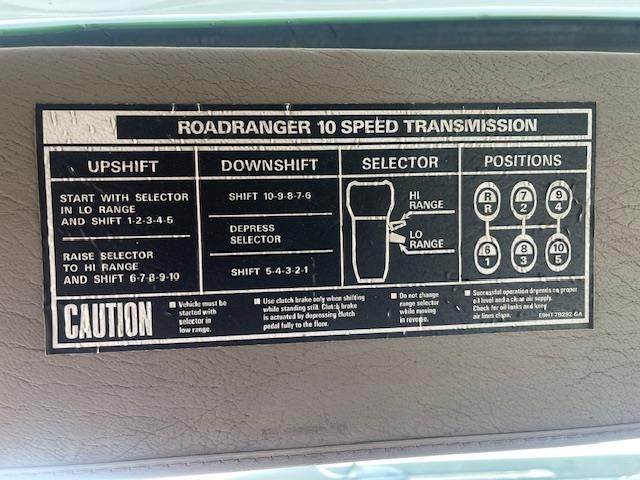 ROADRANGER 10 SPEED TRANSMISSION
UPSHIFT
START WITH SELECTOR
IN LO RANGE
AND SHIFT 1-2-3-4-5
RAISE SELECTOR
TO HI RANGE
AND SHIFT 6-7-8-9-10
DOWNSHIFT
SHIFT 10-9-8-7-6
DEPRESS
SELECTOR
SHIFT 5-4-3-2-1
SELECTOR
HI
RANGE
LO
RANGE
POSITIONS
R 7 9
R 2 4
6 8 10
1 3 5
CAUTION
Vehicle must be
started with
selector in
low range.
Use clutch brake only when shifting
while standing still. Clutch brake
is actuated by depressing clutch
pedal fully to the floor.
Do not change
range selector
while moving
in reverse.
Successful operation depends on proper
oil level and a clean air supply.
Check for oil leaks and keep
air lines clean.
E9HT-7B292-GA